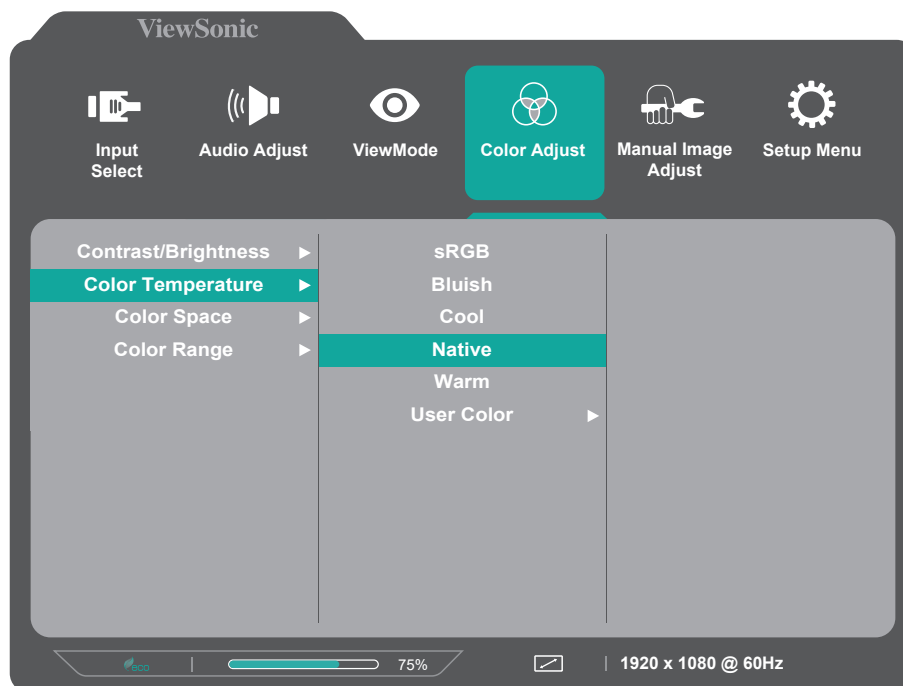 ViewSonic
Input
Select
Audio Adjust
ViewMode
Color Adjust
Manual Image
Adjust
Setup Menu
Contrast/Brightness
Color Temperature
Color Space
Color Range
sRGB
Bluish
Cool
Native
Warm
User Color
eco
75%
1920 x 1080 @ 60Hz